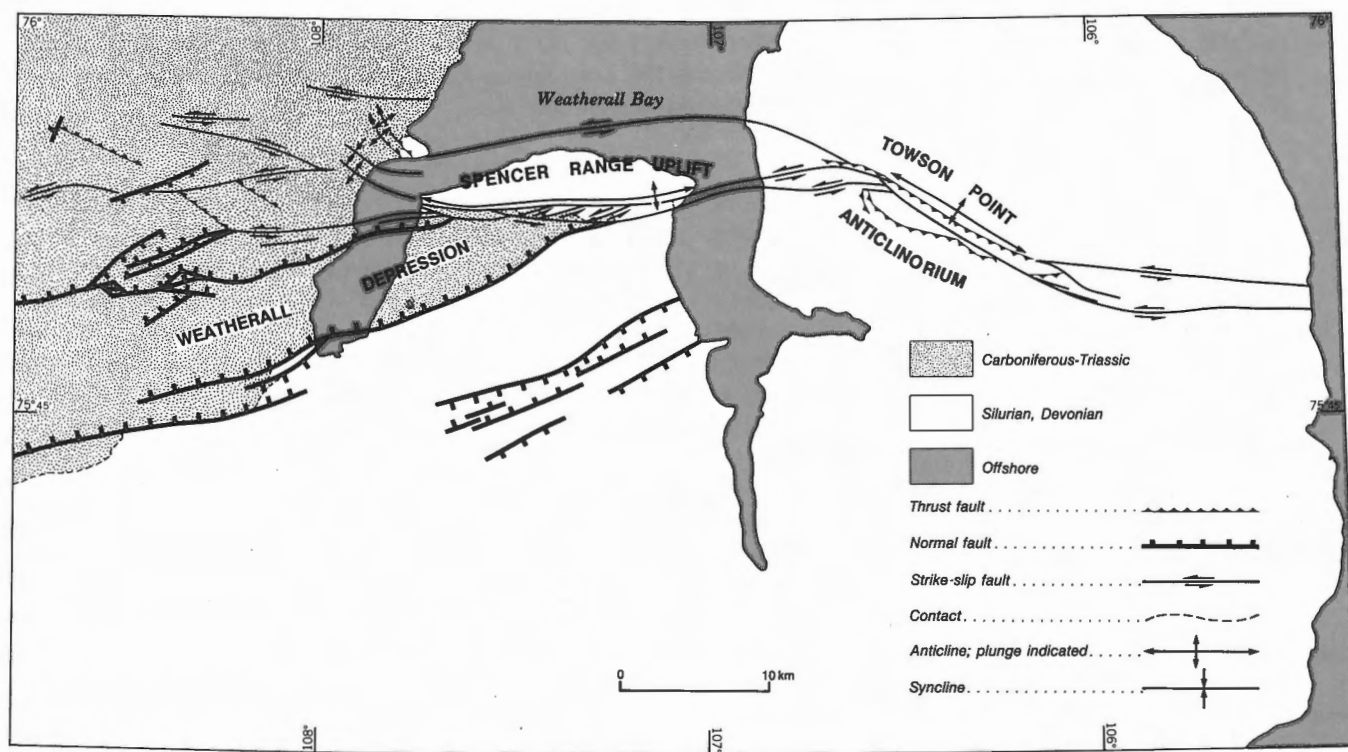 76°
108°
107°
106°
76°
Weatherall Bay
SPENCER RANGE UPLIFT
TOWSON POINT
ANTICLINORIUM
DEPRESSION
WEATHERALL
75°45'
75°45'
Carboniferous-Triassic
Silurian, Devonian
Offshore
Thrust fault
Normal fault
Strike-slip fault
Contact
Anticline; plunge indicated
Syncline
0 10 km
108°
107°
106°